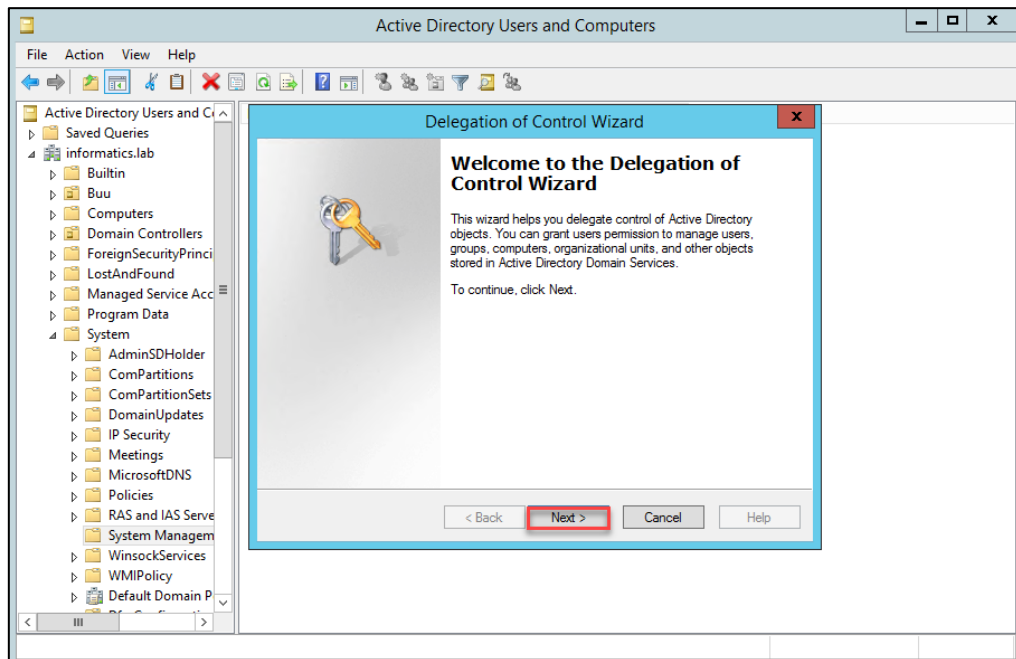 Active Directory Users and Computers
File Action View Help
Active Directory Users and C
Saved Queries
informatics.lab
Builtin
Buu
Computers
Domain Controllers
ForeignSecurityPrinci
LostAndFound
Managed Service Acc
Program Data
System
AdminSDHolder
ComPartitions
ComPartitionSets
DomainUpdates
IP Security
Meetings
MicrosoftDNS
Policies
RAS and IAS Serve
System Managem
WinsockServices
WMIPolicy
Default Domain P
Delegation of Control Wizard
Welcome to the Delegation of
Control Wizard
This wizard helps you delegate control of Active Directory
objects. You can grant users permission to manage users,
groups, computers, organizational units, and other objects
stored in Active Directory Domain Services.
To continue, click Next.
< Back Next > Cancel Help